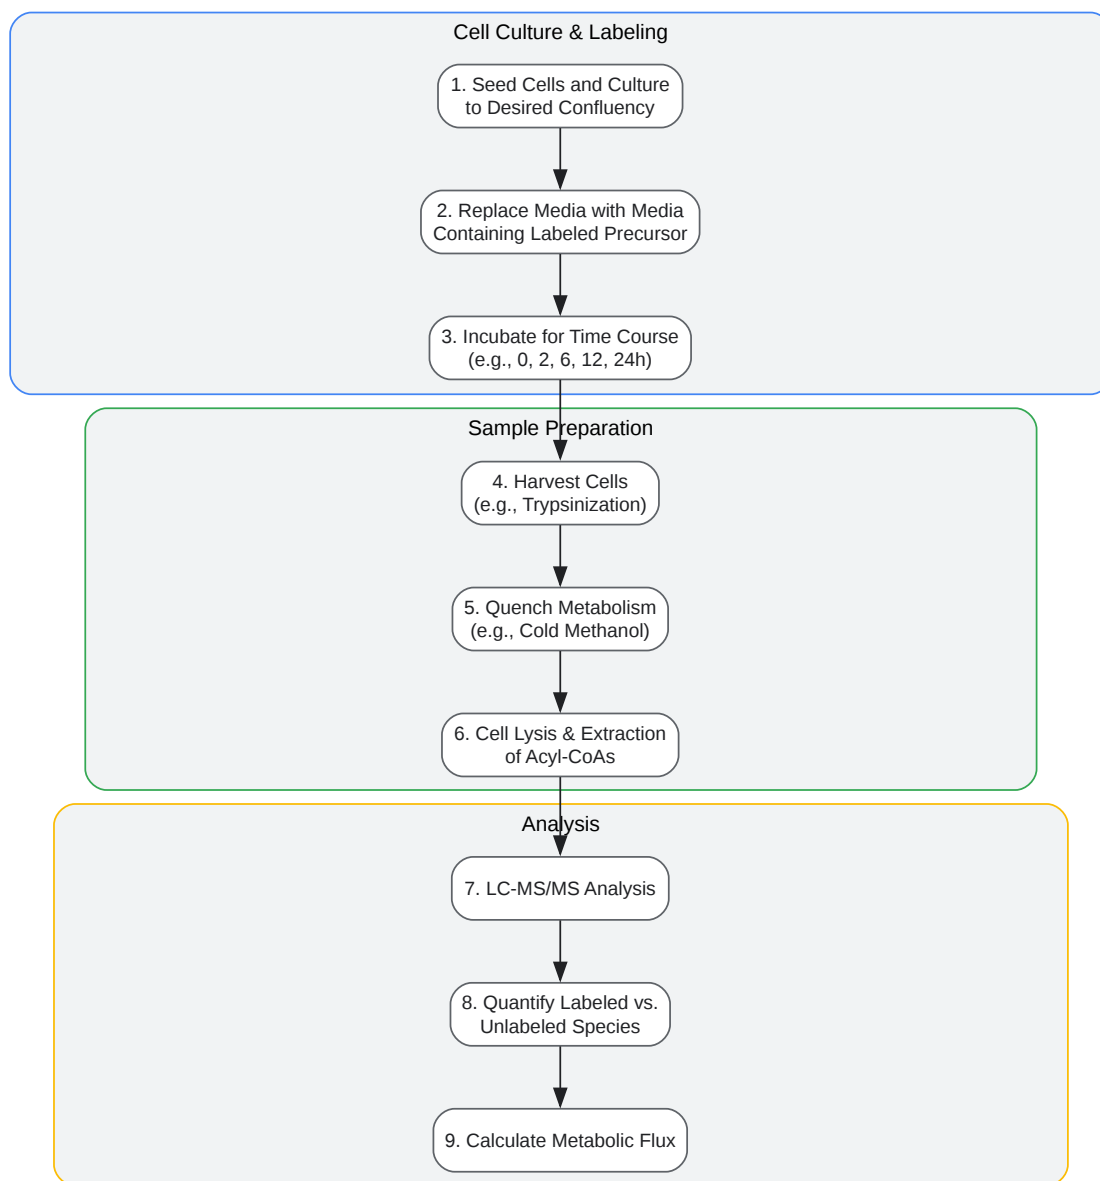 Cell Culture & Labeling
1. Seed Cells and Culture
to Desired Confluency
2. Replace Media with Media
Containing Labeled Precursor
3. Incubate for Time Course
(e.g., 0, 2, 6, 12, 24h)
Sample Preparation
4. Harvest Cells
(e.g., Trypsinization)
5. Quench Metabolism
(e.g., Cold Methanol)
6. Cell Lysis & Extraction
of Acyl-CoAs
Analysis
7. LC-MS/MS Analysis
8. Quantify Labeled vs.
Unlabeled Species
9. Calculate Metabolic Flux